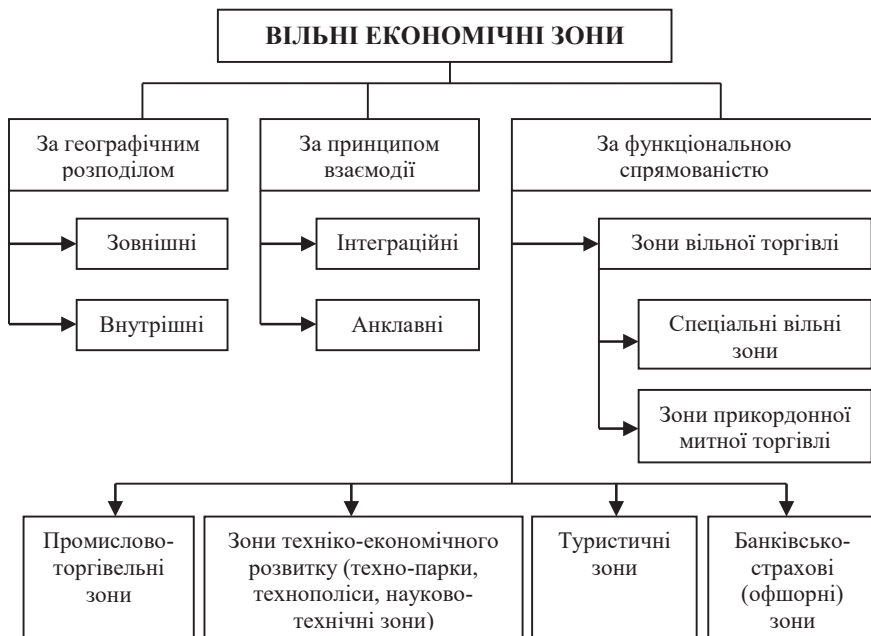 ВІЛЬНІ ЕКОНОМІЧНІ ЗОНИ
За географічним
розподілом
За принципом
взаємодії
За функціональною
спрямованістю
Зовнішні
Інтеграційні
Зони вільної торгівлі
Внутрішні
Анклавні
Спеціальні вільні
зони
Зони прикордонної
митної торгівлі
Промислово-
торгівельні
зони
Зони техніко-економічного
розвитку (техно-парки,
технополіси, науково-
технічні зони)
Туристичні
зони
Банківсько-
страхові
(офшорні)
зони